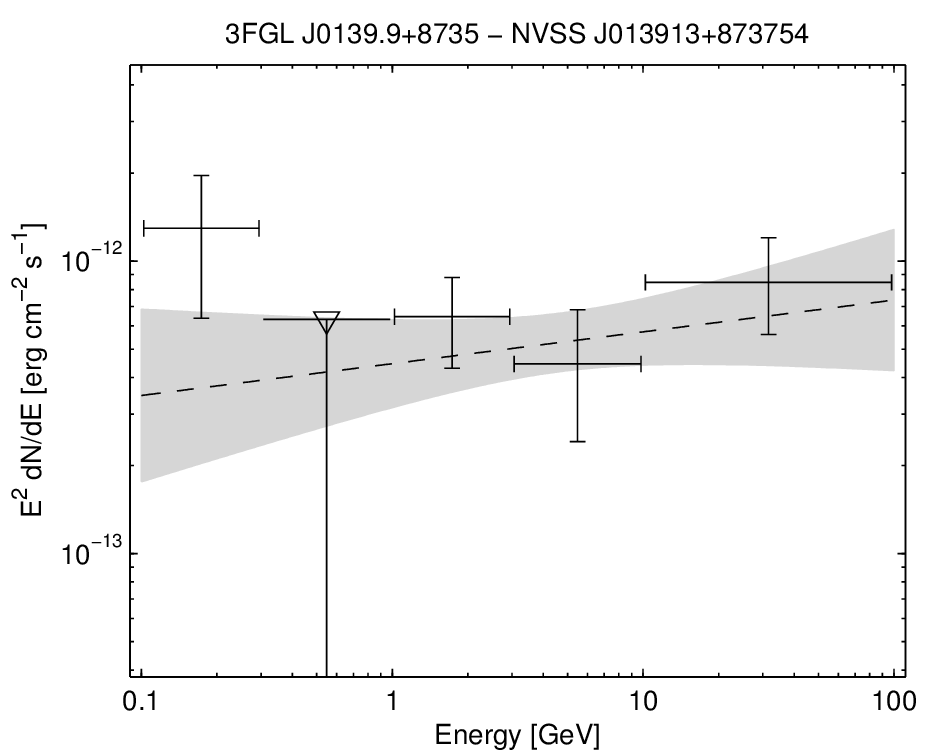 3FGL J0139.9+8735 − NVSS J013913+873754
E² dN/dE [erg cm⁻² s⁻¹]
10⁻¹²
10⁻¹³
0.1 1 10 100
Energy [GeV]